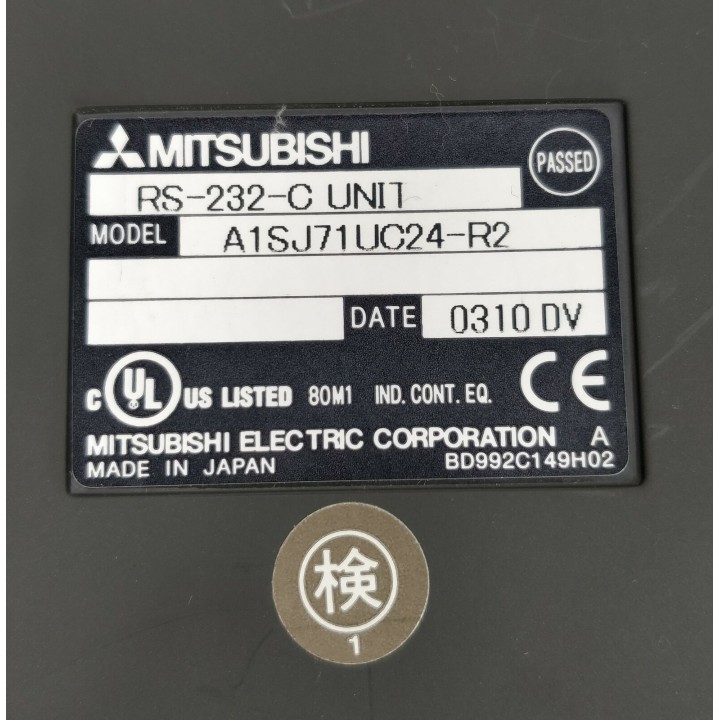 MITSUBISHI
PASSED
RS-232-C UNIT
MODEL A1SJ71UC24-R2
DATE 0310 DV
C UL US LISTED 80M1 IND. CONT. EQ. CE
MITSUBISHI ELECTRIC CORPORATION A
MADE IN JAPAN BD992C149H02
検
1